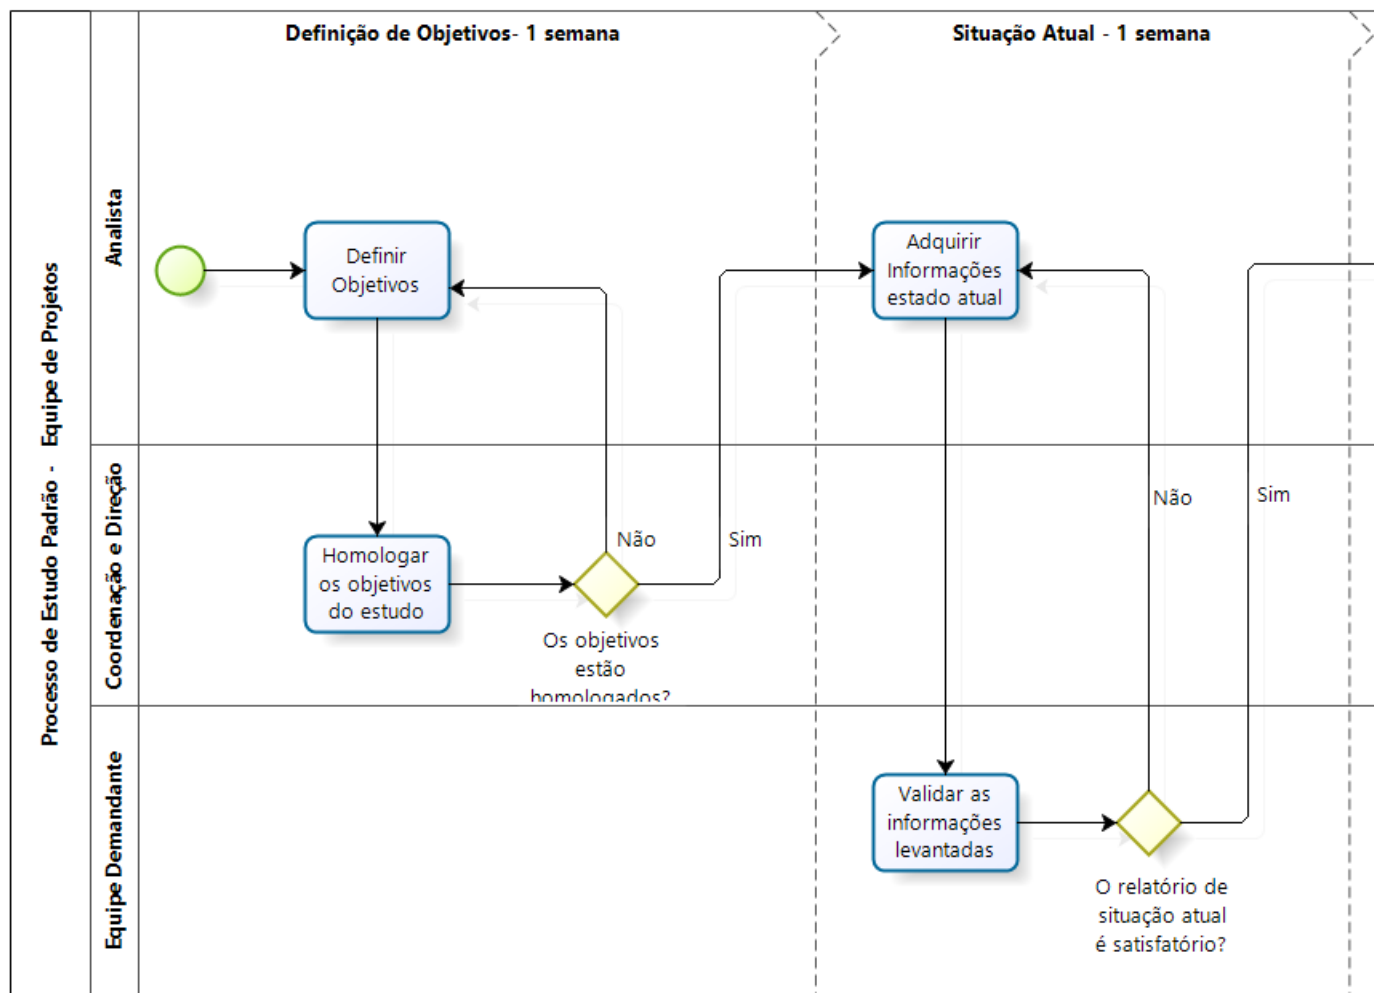 Definição de Objetivos- 1 semana
Situação Atual - 1 semana
Processo de Estudo Padrão - Equipe de Projetos
Analista
Definir
Objetivos
Adquirir
Informações
estado atual
Coordenação e Direção
Homologar
os objetivos
do estudo
Não
Sim
Os objetivos
estão
homologados?
Não
Sim
Equipe Demandante
Validar as
informações
levantadas
O relatório de
situação atual
é satisfatório?